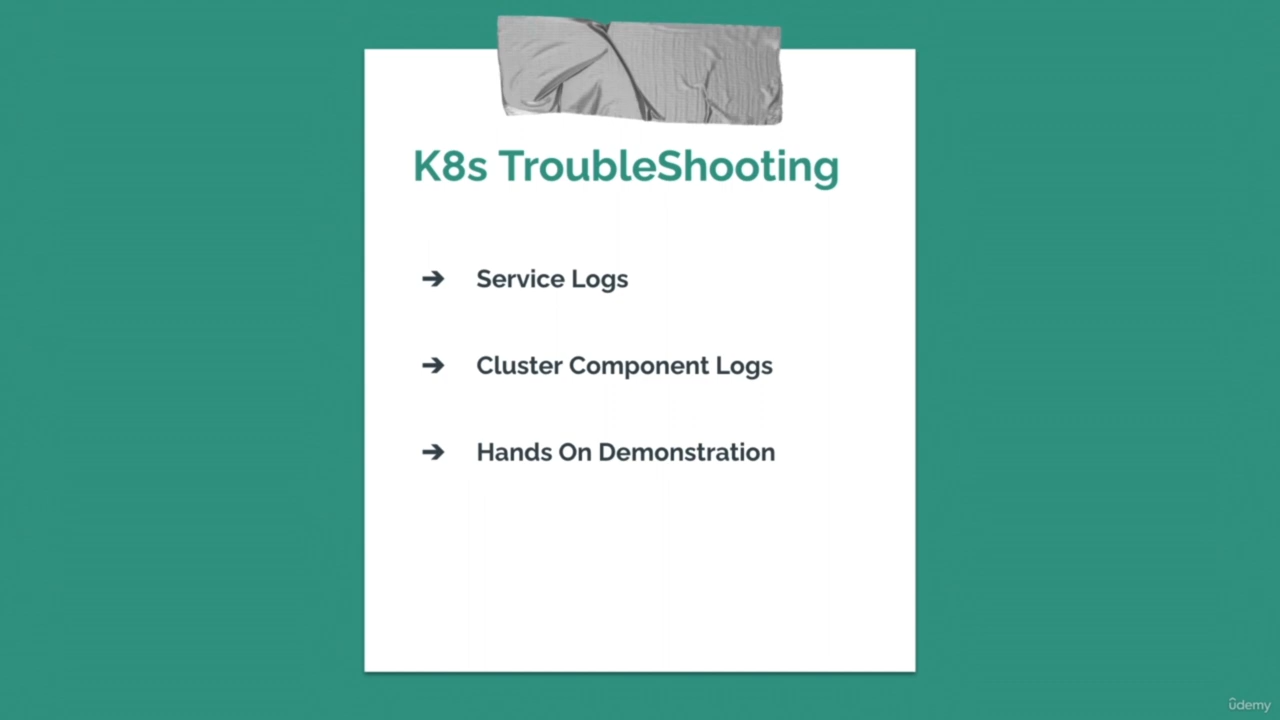 K8s TroubleShooting
➔ Service Logs
➔ Cluster Component Logs
➔ Hands On Demonstration
ûdemy